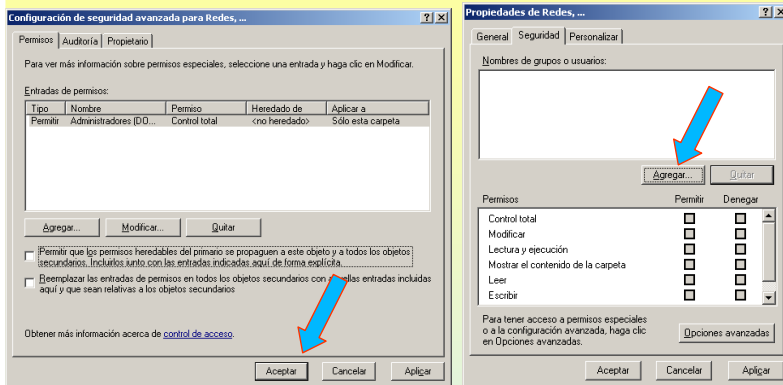 Configuración de seguridad avanzada para Redes, ...
Permisos Auditoría Propietario
Para ver más información sobre permisos especiales, seleccione una entrada y haga clic en Modificar.
Entradas de permisos:
Tipo Nombre Permiso Heredado de Aplicar a
Permitir Administradores (DO... Control total <no heredado> Sólo esta carpeta
Agregar... Modificar... Quitar
Permitir que los permisos heredables del primario se propaguen a este objeto y a todos los objetos
secundarios. Incluirlos junto con las entradas indicadas aquí de forma explícita.
Reemplazar las entradas de permisos en todos los objetos secundarios con aquellas entradas incluidas
aquí y que sean relativas a los objetos secundarios
Obtener más información acerca de control de acceso.
Aceptar Cancelar Aplicar
Propiedades de Redes, ...
General Seguridad Personalizar
Nombres de grupos o usuarios:
Agregar... Quitar
Permisos Permitir Denegar
Control total
Modificar
Lectura y ejecución
Mostrar el contenido de la carpeta
Leer
Escribir
Para tener acceso a permisos especiales
o a la configuración avanzada, haga clic
en Opciones avanzadas.
Opciones avanzadas
Aceptar Cancelar Aplicar